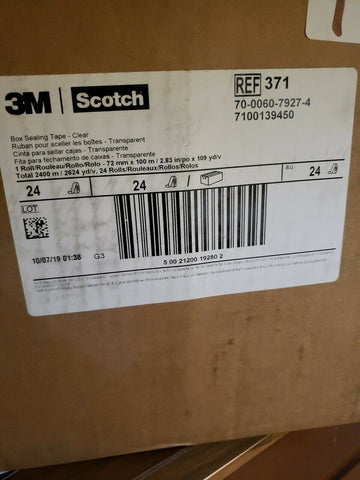 3M Scotch
REF 371
70-0060-7927-4
7100139450
Box Sealing Tape - Clear
Ruban pour sceller les boîtes - Transparent
Cinta para sellar cajas - Transparente
Fita para fechamento de caixas - Transparente
1 Roll/Rouleau/Rollo/Rolo - 72 mm x 100 m / 2.83 in/po x 109 yd/v
Total 2400 m / 2624 yd/v, 24 Rolls/Rouleaux/Rollos/Rolos
24
24 /
B.U. 24
LOT
10/07/19 01:38 G3
5 00 21200 19280 2